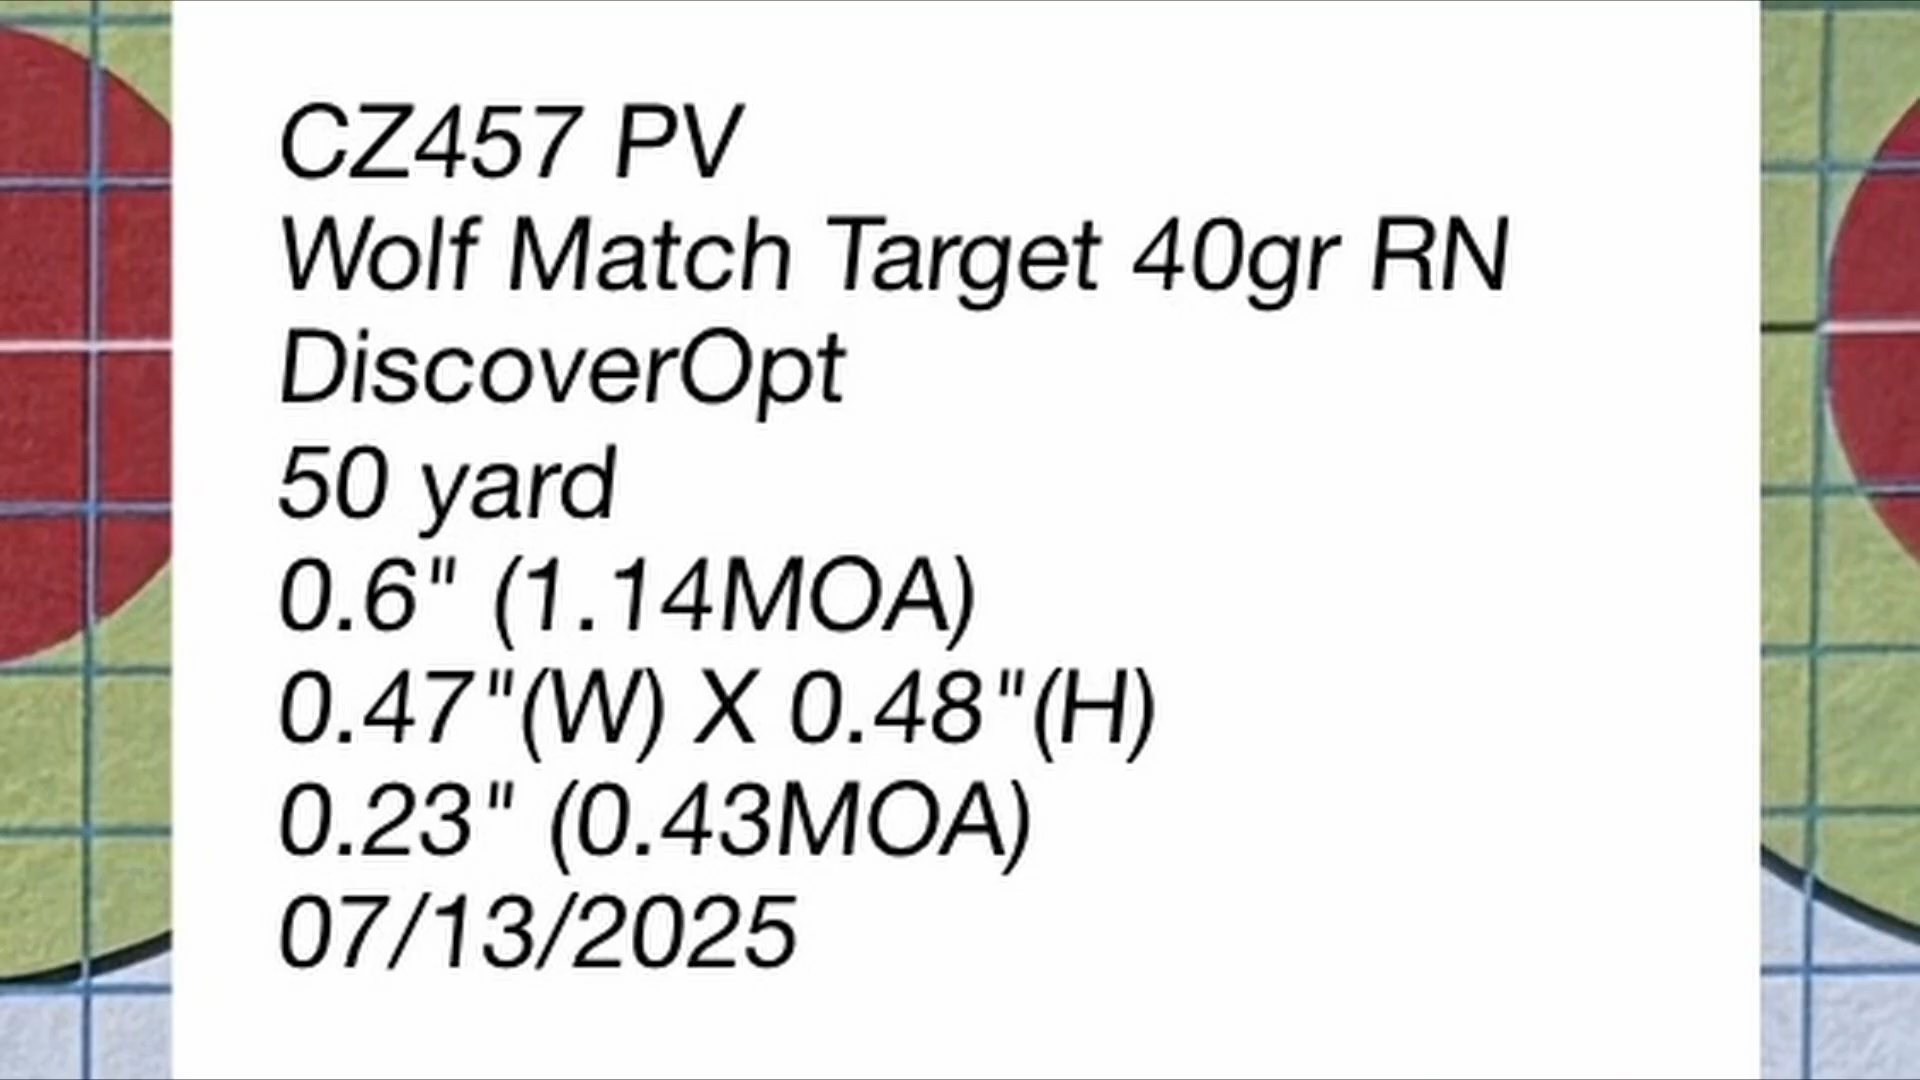 CZ457 PV
Wolf Match Target 40gr RN
DiscoverOpt
50 yard
0.6" (1.14MOA)
0.47"(W) X 0.48"(H)
0.23" (0.43MOA)
07/13/2025